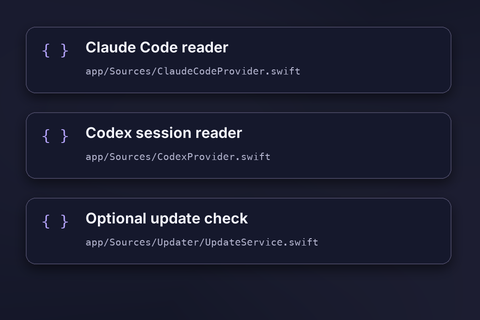 { } Claude Code reader
app/Sources/ClaudeCodeProvider.swift
{ } Codex session reader
app/Sources/CodexProvider.swift
{ } Optional update check
app/Sources/Updater/UpdateService.swift